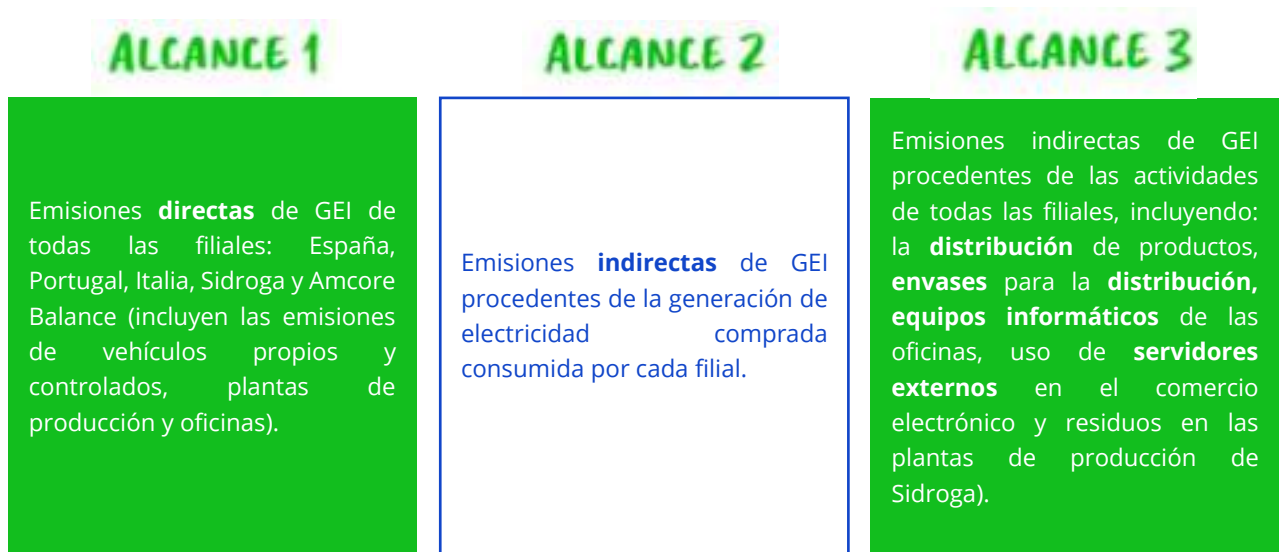 ALCANCE 1
Emisiones directas de GEI de
todas las filiales: España,
Portugal, Italia, Sidroga y Amcore
Balance (incluyen las emisiones
de vehículos propios y
controlados, plantas de
producción y oficinas).
ALCANCE 2
Emisiones indirectas de GEI
procedentes de la generación de
electricidad comprada
consumida por cada filial.
ALCANCE 3
Emisiones indirectas de GEI
procedentes de las actividades
de todas las filiales, incluyendo:
la distribución de productos,
envases para la distribución,
equipos informáticos de las
oficinas, uso de servidores
externos en el comercio
electrónico y residuos en las
plantas de producción de
Sidroga).